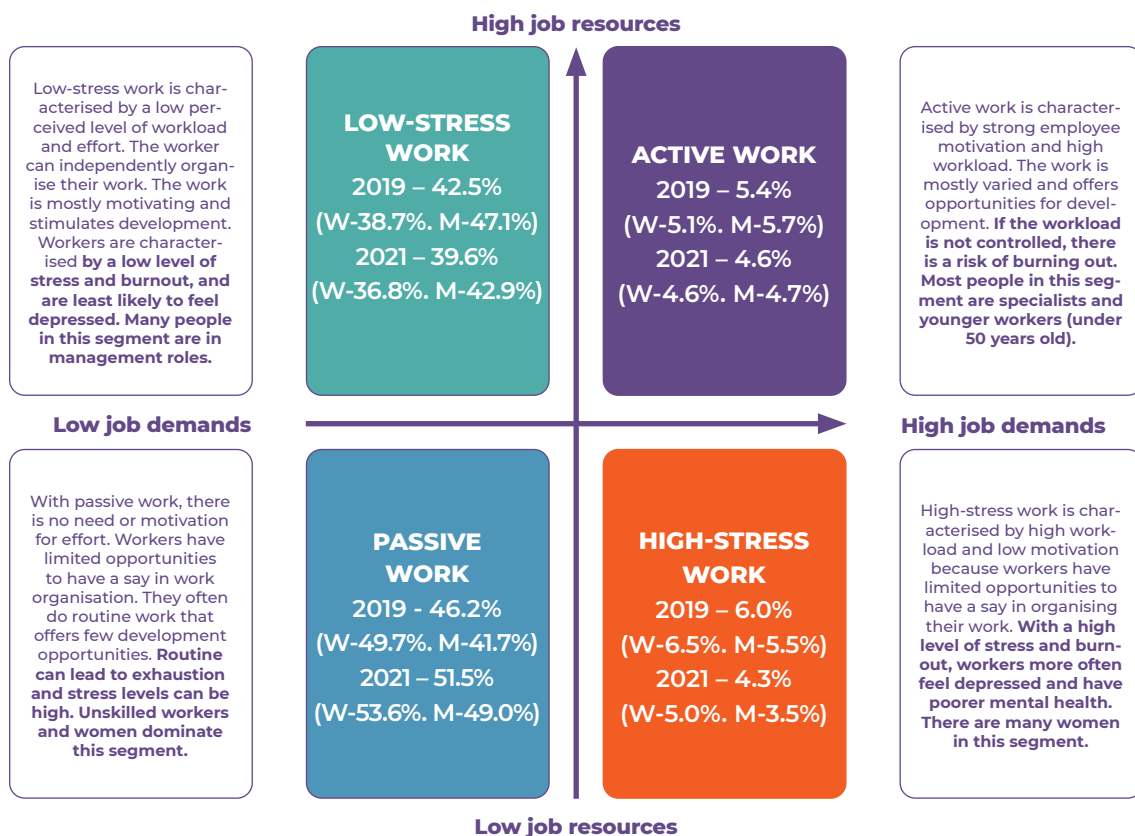 High job resources
Low-stress work is char-
acterised by a low per-
ceived level of workload
and effort. The worker
can independently organ-
ise their work. The work
is mostly motivating and
stimulates development.
Workers are character-
ised by a low level of
stress and burnout, and
are least likely to feel
depressed. Many people
in this segment are in
management roles.
LOW-STRESS
WORK
2019 – 42.5%
(W-38.7%. M-47.1%)
2021 – 39.6%
(W-36.8%. M-42.9%)
ACTIVE WORK
2019 – 5.4%
(W-5.1%. M-5.7%)
2021 – 4.6%
(W-4.6%. M-4.7%)
Active work is character-
ised by strong employee
motivation and high
workload. The work is
mostly varied and offers
opportunities for devel-
opment. If the workload
is not controlled, there
is a risk of burning out.
Most people in this seg-
ment are specialists and
younger workers (under
50 years old).
Low job demands
High job demands
With passive work, there
is no need or motivation
for effort. Workers have
limited opportunities
to have a say in work
organisation. They often
do routine work that
offers few development
opportunities. Routine
can lead to exhaustion
and stress levels can be
high. Unskilled workers
and women dominate
this segment.
PASSIVE
WORK
2019 - 46.2%
(W-49.7%. M-41.7%)
2021 – 51.5%
(W-53.6%. M-49.0%)
HIGH-STRESS
WORK
2019 – 6.0%
(W-6.5%. M-5.5%)
2021 – 4.3%
(W-5.0%. M-3.5%)
High-stress work is char-
acterised by high work-
load and low motivation
because workers have
limited opportunities to
have a say in organising
their work. With a high
level of stress and burn-
out, workers more often
feel depressed and have
poorer mental health.
There are many women
in this segment.
Low job resources